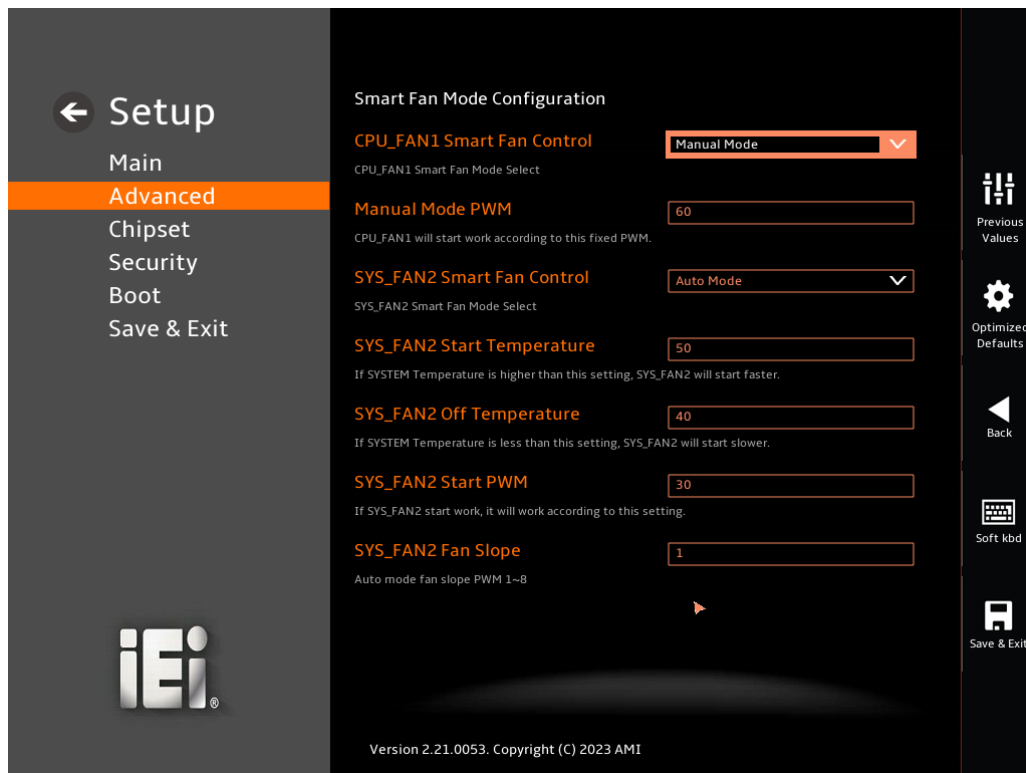 Setup
Main
Advanced
Chipset
Security
Boot
Save & Exit
iEi®
Smart Fan Mode Configuration
CPU_FAN1 Smart Fan Control
Manual Mode
CPU_FAN1 Smart Fan Mode Select
Manual Mode PWM
60
CPU_FAN1 will start work according to this fixed PWM.
SYS_FAN2 Smart Fan Control
Auto Mode
SYS_FAN2 Smart Fan Mode Select
SYS_FAN2 Start Temperature
50
If SYSTEM Temperature is higher than this setting, SYS_FAN2 will start faster.
SYS_FAN2 Off Temperature
40
If SYSTEM Temperature is less than this setting, SYS_FAN2 will start slower.
SYS_FAN2 Start PWM
30
If SYS_FAN2 start work, it will work according to this setting.
SYS_FAN2 Fan Slope
1
Auto mode fan slope PWM 1~8
Version 2.21.0053. Copyright (C) 2023 AMI
Previous
Values
Optimized
Defaults
Back
Soft kbd
Save & Exit